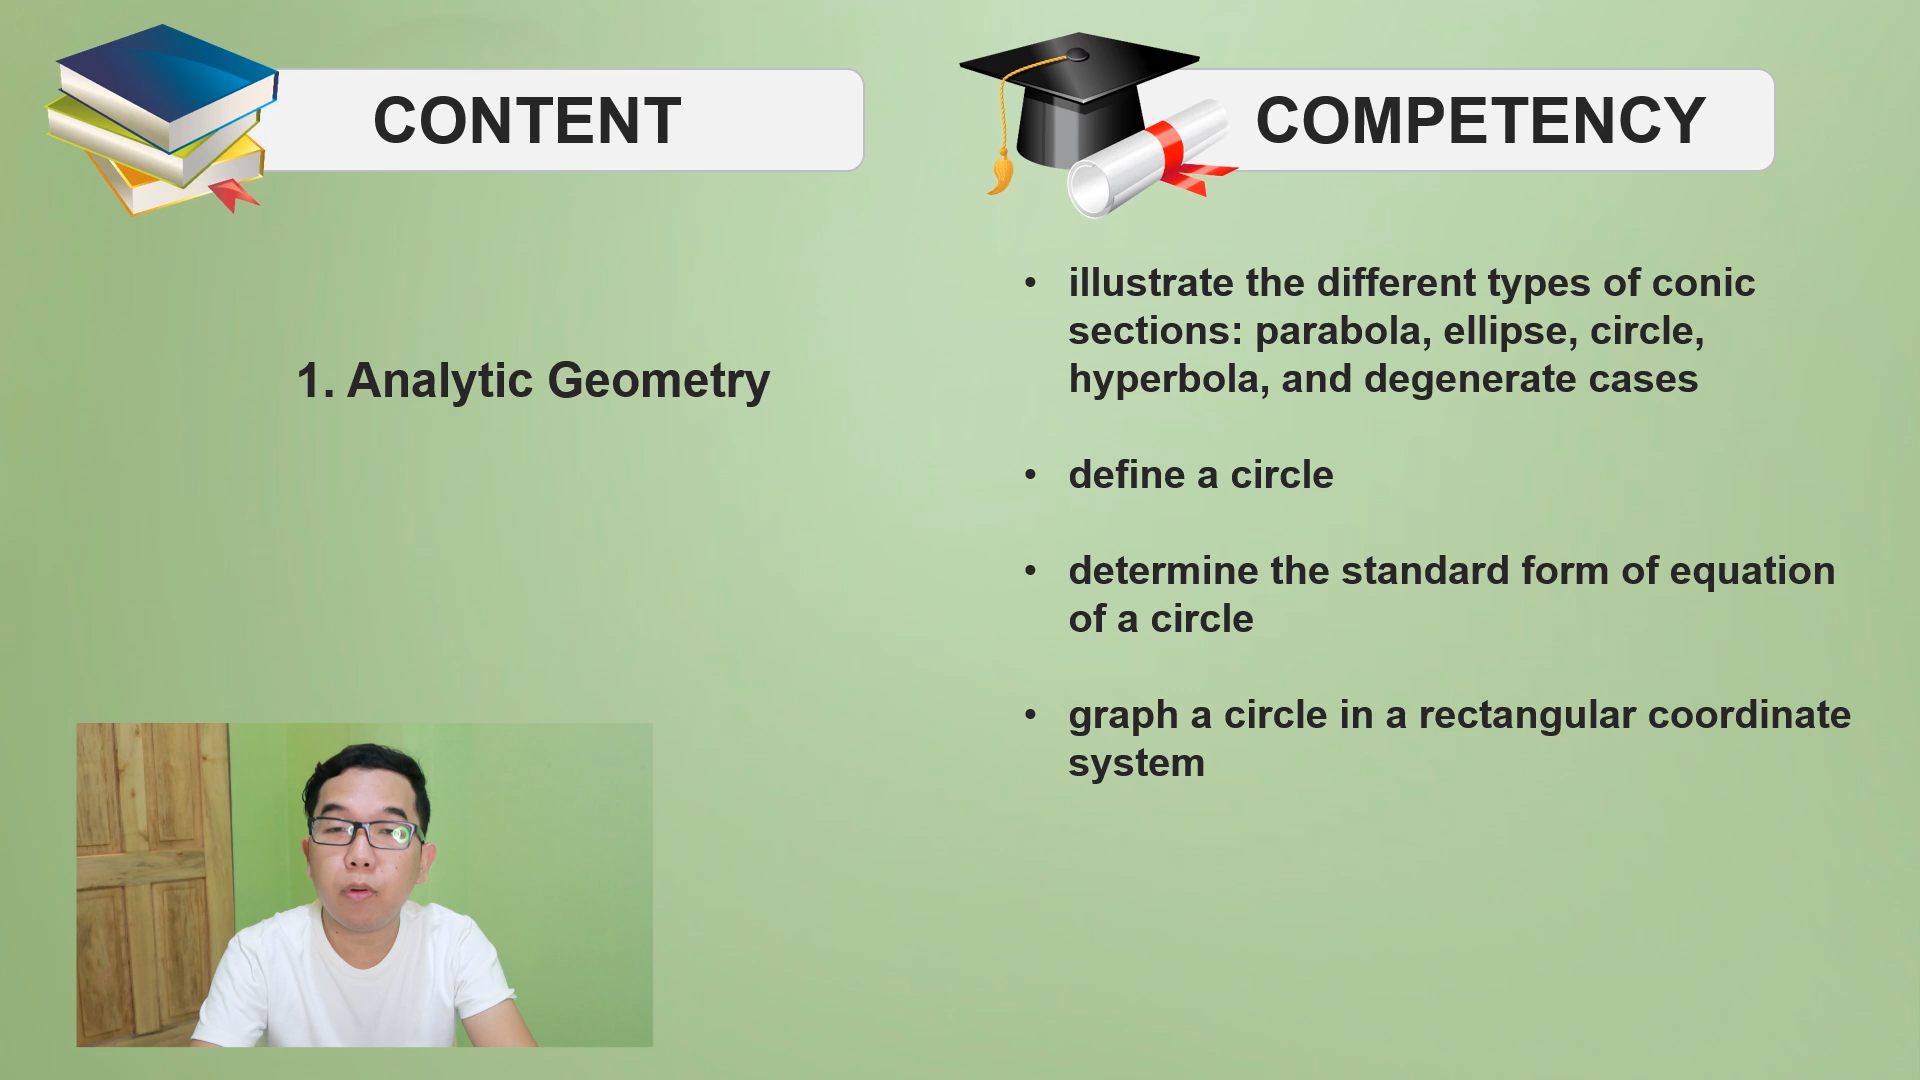 CONTENT
1. Analytic Geometry
COMPETENCY
• illustrate the different types of conic
sections: parabola, ellipse, circle,
hyperbola, and degenerate cases
• define a circle
• determine the standard form of equation
of a circle
• graph a circle in a rectangular coordinate
system